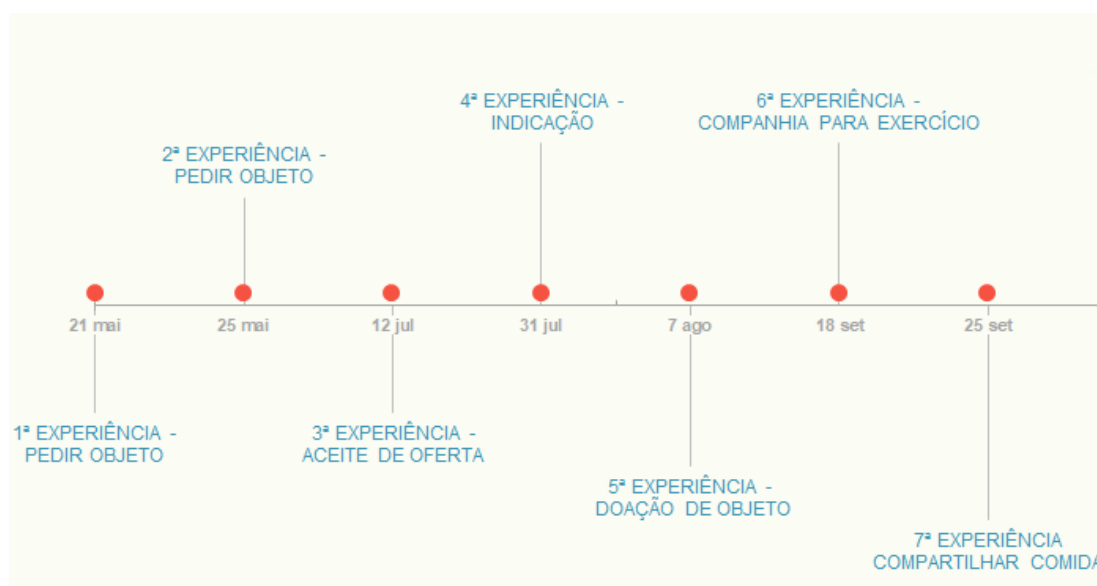 4ª EXPERIÊNCIA -
INDICAÇÃO
6ª EXPERIÊNCIA -
COMPANHIA PARA EXERCÍCIO
2ª EXPERIÊNCIA -
PEDIR OBJETO
21 mai
25 mai
12 jul
31 jul
7 ago
18 set
25 set
1ª EXPERIÊNCIA -
PEDIR OBJETO
3ª EXPERIÊNCIA -
ACEITE DE OFERTA
5ª EXPERIÊNCIA -
DOAÇÃO DE OBJETO
7ª EXPERIÊNCIA
COMPARTILHAR COMIDA